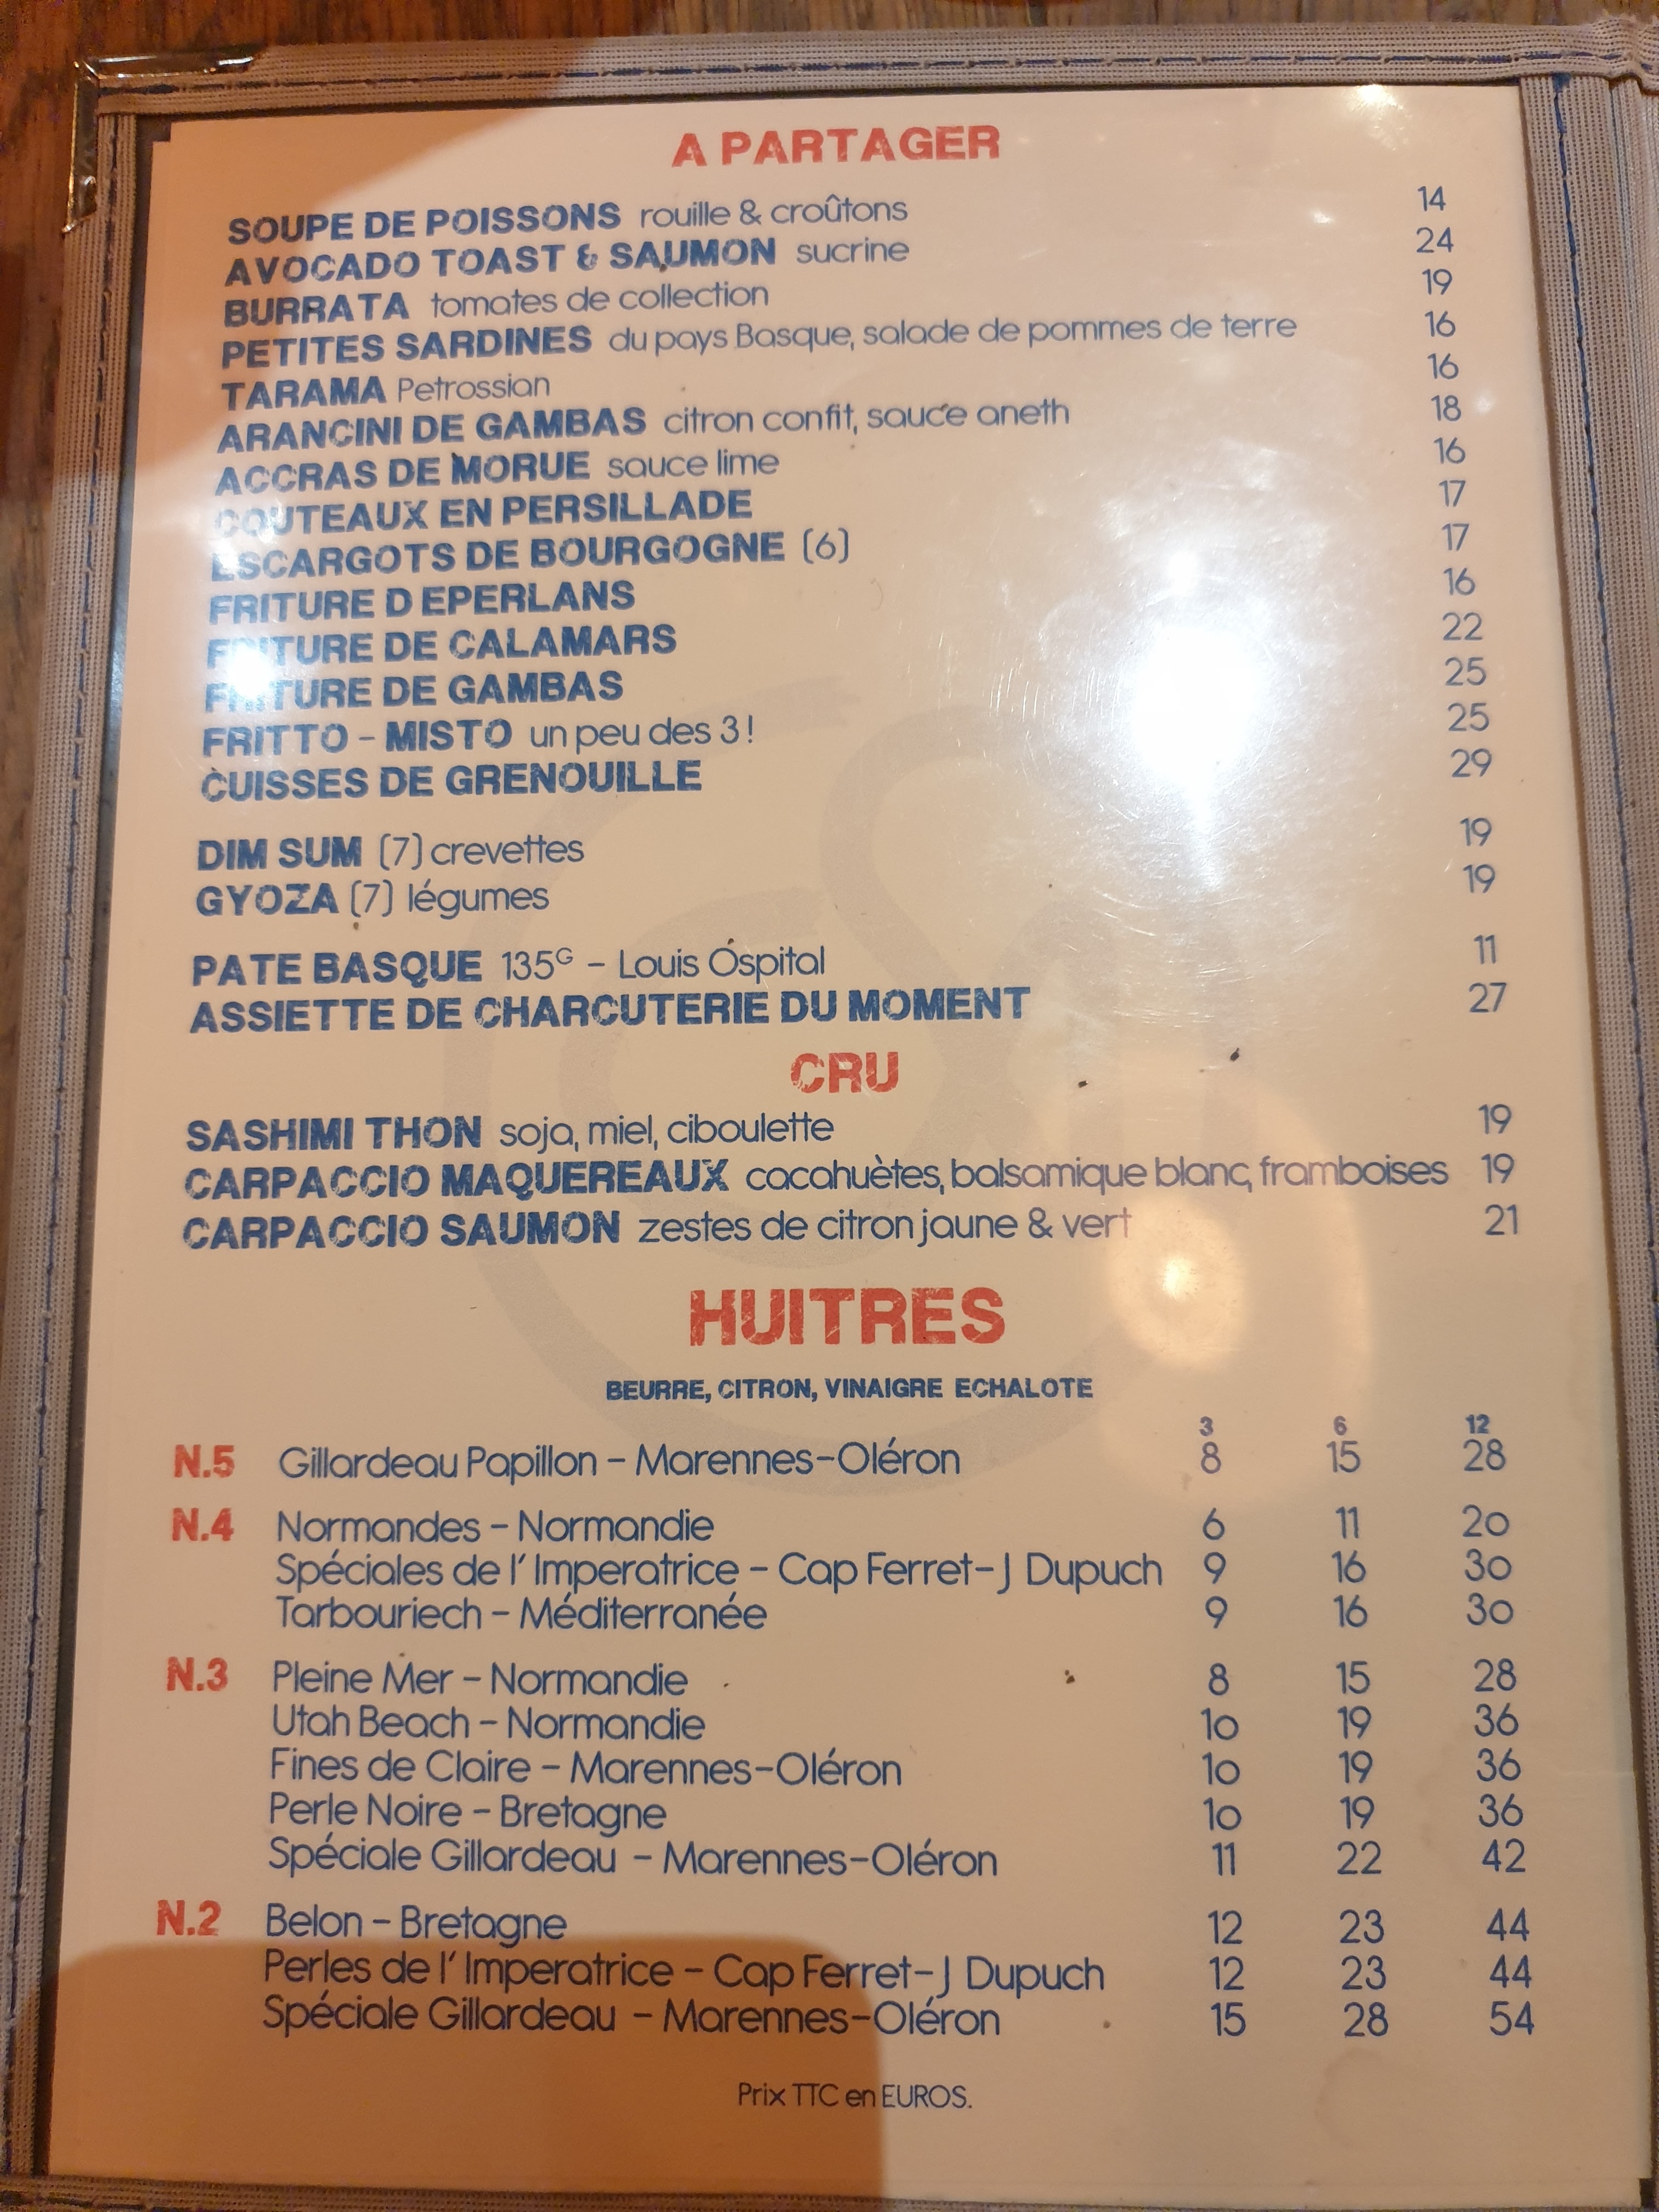 A PARTAGER
SOUPE DE POISSONS rouille & croûtons 14
AVOCADO TOAST & SAUMON sucrine 24
BURRATA tomates de collection 19
PETITES SARDINES du pays Basque, salade de pommes de terre 16
TARAMA Petrossian 16
ARANCINI DE GAMBAS citron confit, sauce aneth 18
ACCRAS DE MORUE sauce lime 16
COUTEAUX EN PERSILLADE 17
ESCARGOTS DE BOURGOGNE (6) 17
FRITURE D EPERLANS 16
FRITURE DE CALAMARS 22
FRITURE DE GAMBAS 25
FRITTO - MISTO un peu des 3! 25
CUISSES DE GRENOUILLE 29
DIM SUM (7) crevettes 19
GYOZA (7) légumes 19
PATE BASQUE 135G - Louis Ospital 11
ASSIETTE DE CHARCUTERIE DU MOMENT 27
CRU
SASHIMI THON soja, miel, ciboulette 19
CARPACCIO MAQUEREAUX cacahuètes, balsamique blanc, framboises 19
CARPACCIO SAUMON zestes de citron jaune & vert 21
HUITRES
BEURRE, CITRON, VINAIGRE ECHALOTE
3 6 12
N.5 Gillardeau Papillon - Marennes-Oléron 8 15 28
N.4 Normandes - Normandie 6 11 20
Spéciales de l' Imperatrice - Cap Ferret-J Dupuch 9 16 30
Tarbouriech - Méditerranée 9 16 30
N.3 Pleine Mer - Normandie 8 15 28
Utah Beach - Normandie 10 19 36
Fines de Claire - Marennes-Oléron 10 19 36
Perle Noire - Bretagne 10 19 36
Spéciale Gillardeau - Marennes-Oléron 11 22 42
N.2 Belon - Bretagne 12 23 44
Perles de l' Imperatrice - Cap Ferret-J Dupuch 12 23 44
Spéciale Gillardeau - Marennes-Oléron 15 28 54
Prix TTC en EUROS.